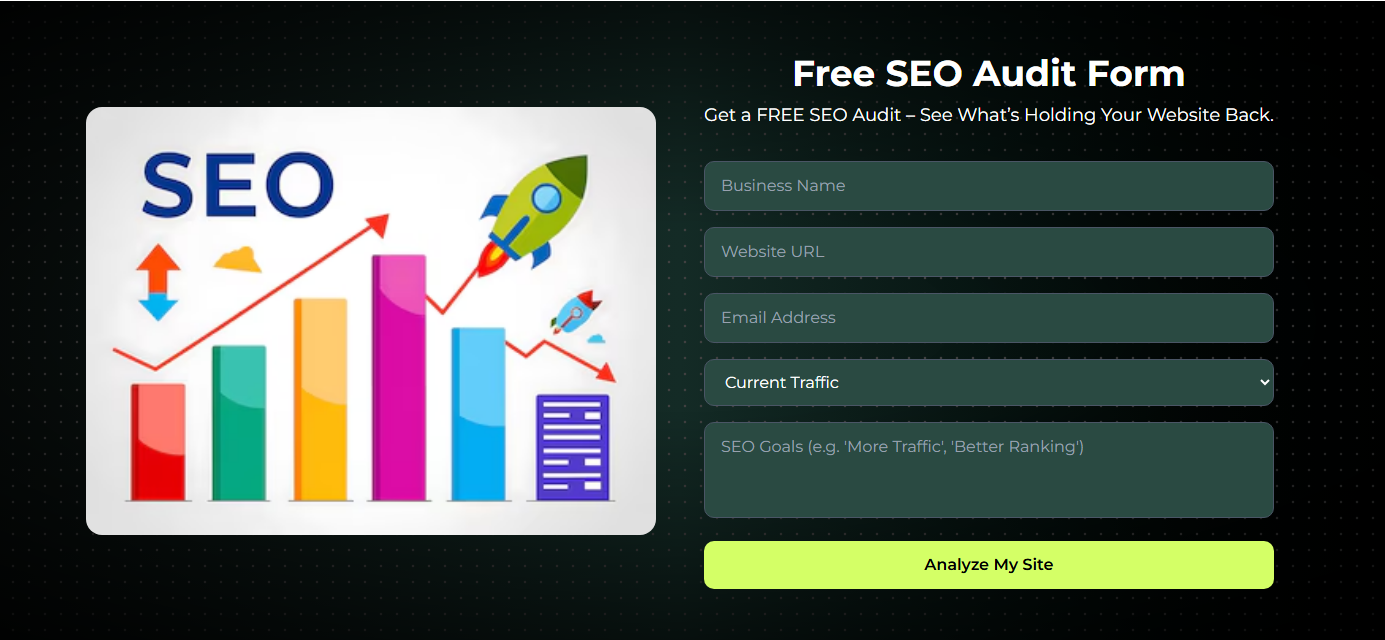 SEO
Free SEO Audit Form
Get a FREE SEO Audit – See What’s Holding Your Website Back.
Business Name
Website URL
Email Address
Current Traffic
SEO Goals (e.g. 'More Traffic', 'Better Ranking')
Analyze My Site